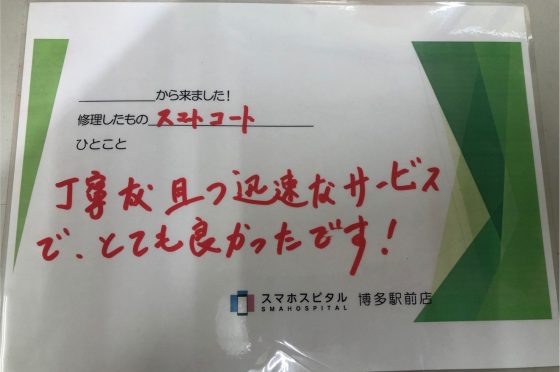 から来ました!
修理したもの スマートコート
ひとこと
丁寧な且つ迅速なサービス
で、とても良かったです!
スマホスピタル 博多駅前店
SMAHOSPITAL